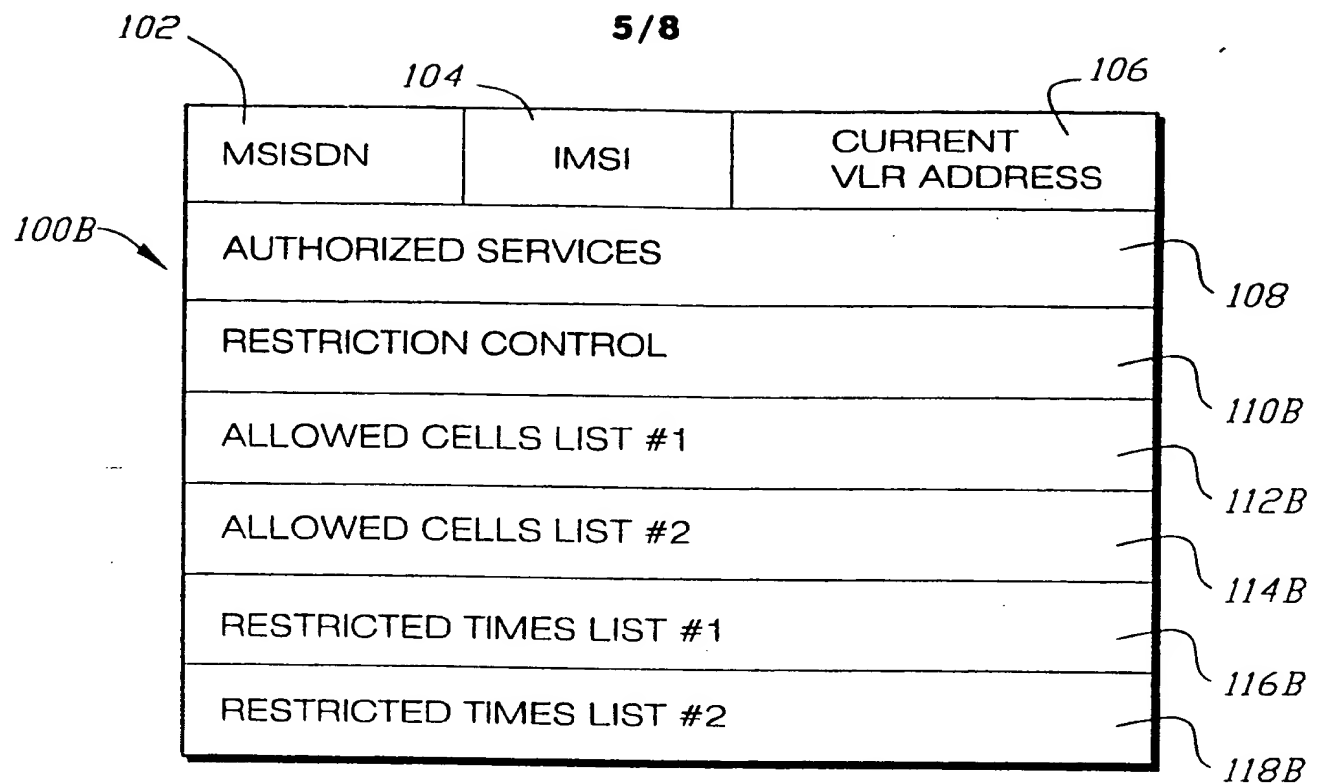 5/8
102
104
106
MSISDN
IMSI
CURRENT
VLR ADDRESS
100B
AUTHORIZED SERVICES
108
RESTRICTION CONTROL
110B
ALLOWED CELLS LIST #1
112B
ALLOWED CELLS LIST #2
114B
RESTRICTED TIMES LIST #1
116B
RESTRICTED TIMES LIST #2
118B